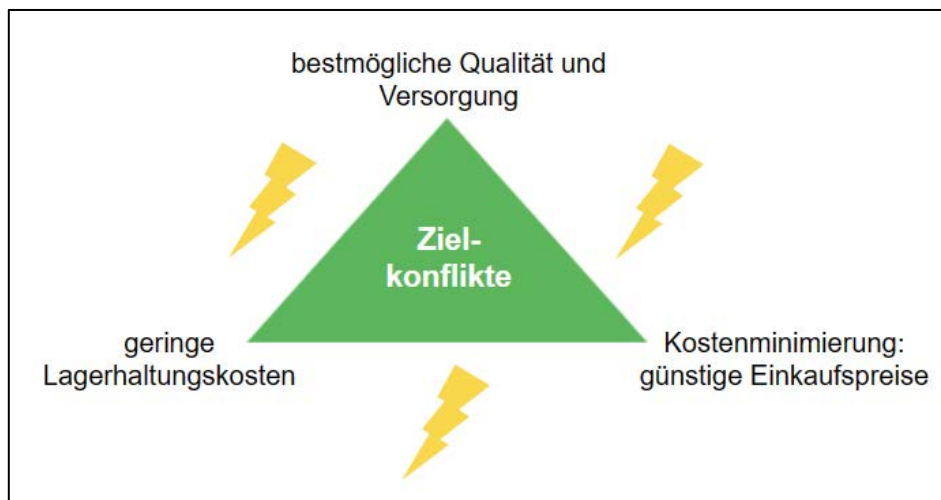 bestmögliche Qualität und
Versorgung
Ziel-
konflikte
geringe
Lagerhaltungskosten
Kostenminimierung:
günstige Einkaufspreise